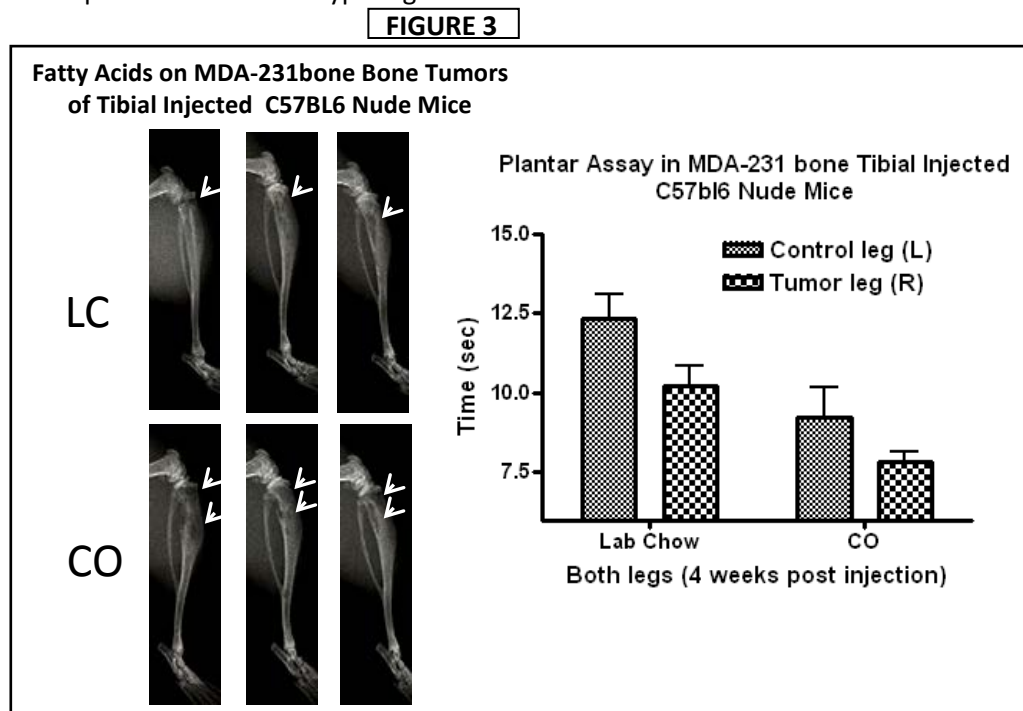 FIGURE 3
Fatty Acids on MDA-231bone Bone Tumors
of Tibial Injected C57BL6 Nude Mice
LC
CO
Plantar Assay in MDA-231 bone Tibial Injected
C57bl6 Nude Mice
15.0
12.5
10.0
7.5
Time (sec)
Control leg (L)
Tumor leg (R)
Lab Chow
CO
Both legs (4 weeks post injection)